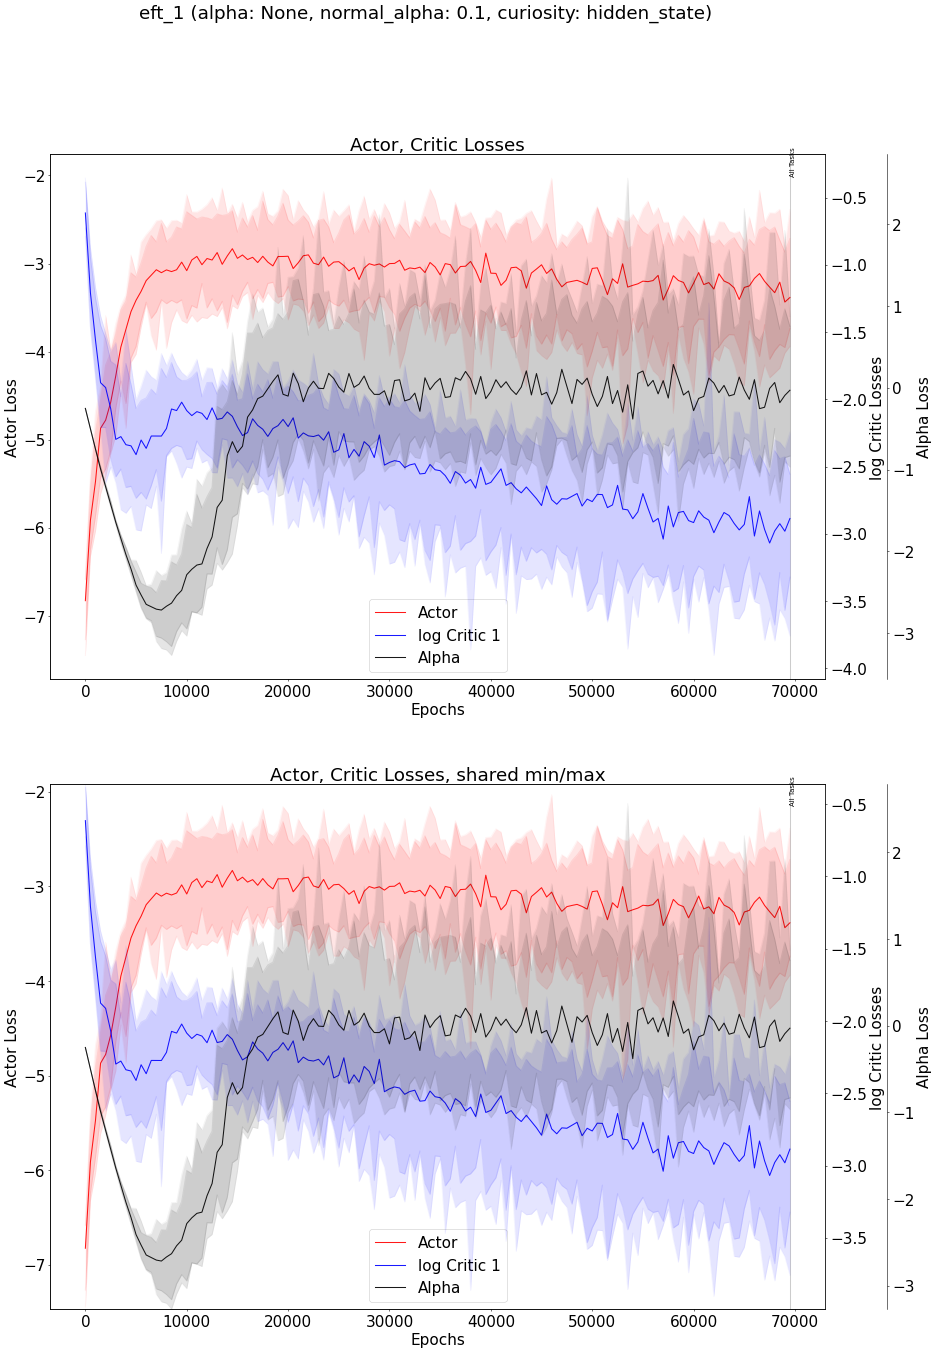 eft_1 (alpha: None, normal_alpha: 0.1, curiosity: hidden_state)
Actor, Critic Losses
All Tasks
−2
−3
−4
−5
−6
−7
Actor Loss
−0.5
−1.0
−1.5
−2.0
−2.5
−3.0
−3.5
−4.0
log Critic Losses
2
1
0
−1
−2
−3
Alpha Loss
Actor
log Critic 1
Alpha
0 10000 20000 30000 40000 50000 60000 70000
Epochs
Actor, Critic Losses, shared min/max
All Tasks
−2
−3
−4
−5
−6
−7
Actor Loss
−0.5
−1.0
−1.5
−2.0
−2.5
−3.0
−3.5
log Critic Losses
2
1
0
−1
−2
−3
Alpha Loss
Actor
log Critic 1
Alpha
0 10000 20000 30000 40000 50000 60000 70000
Epochs